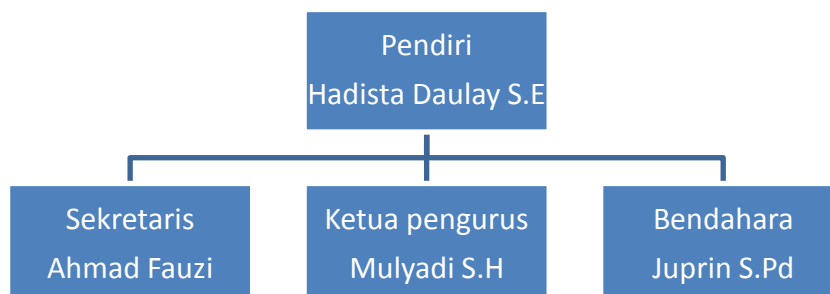 Pendiri
Hadista Daulay S.E
Sekretaris
Ahmad Fauzi
Ketua pengurus
Mulyadi S.H
Bendahara
Juprin S.Pd